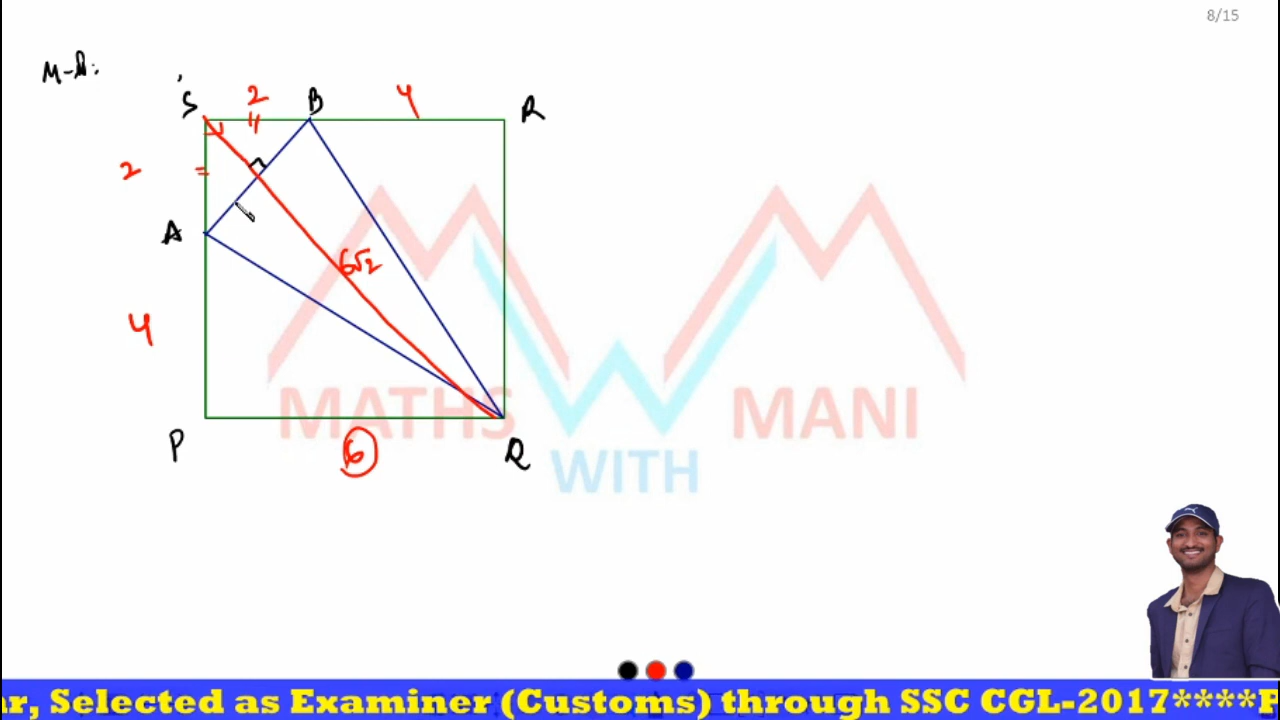 8/15
M-II:
S 2 B 4 R
2
A
6√2
4
MATHS WITH MANI
P 6 Q
ar, Selected as Examiner (Customs) through SSC CGL-2017****F